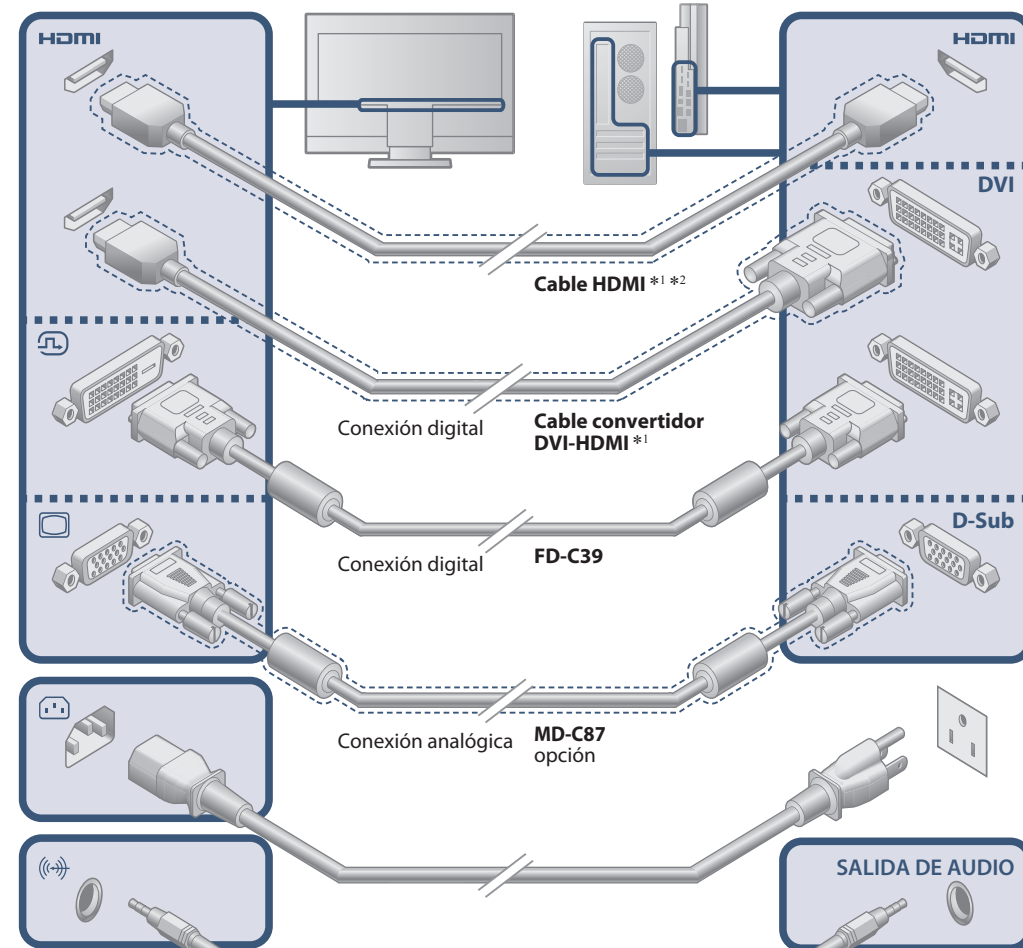 HDMI
HDMI
DVI
Cable HDMI *1 *2
Conexión digital
Cable convertidor
DVI-HDMI *1
D-Sub
Conexión digital
FD-C39
Conexión analógica
MD-C87
opción
SALIDA DE AUDIO